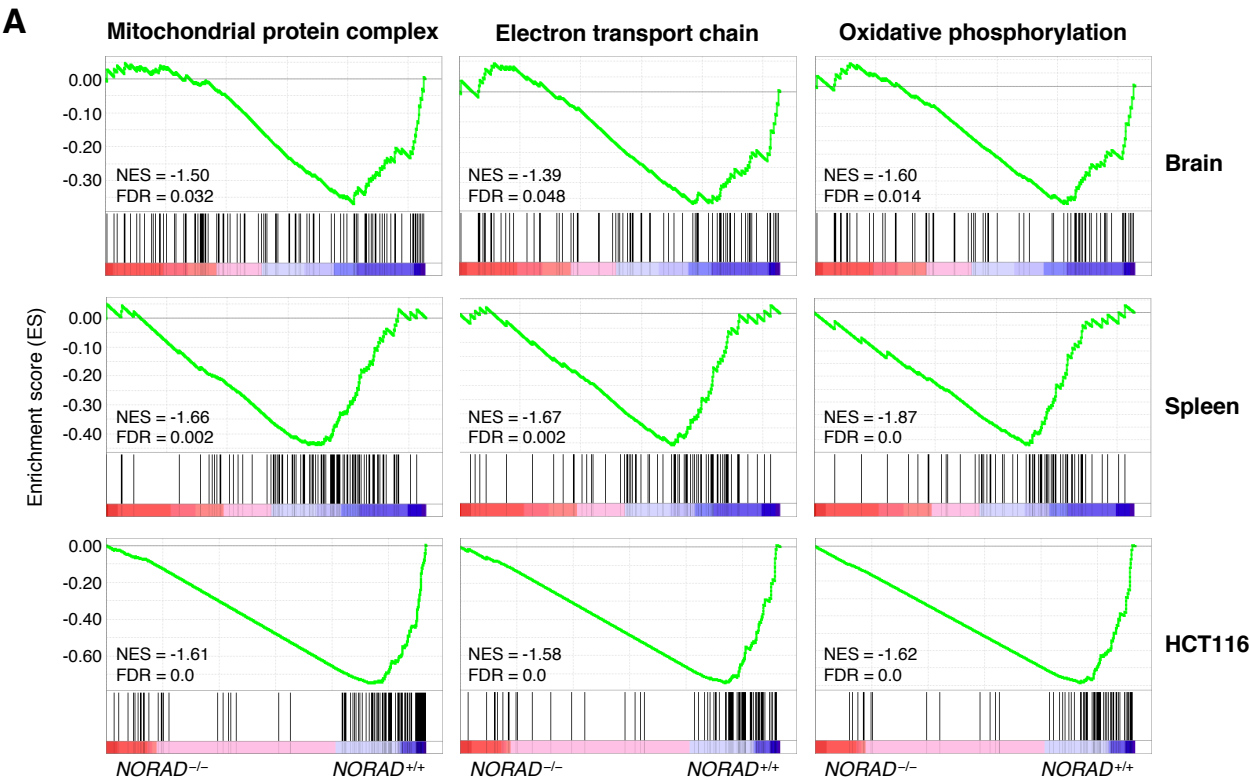 A
Mitochondrial protein complex
Electron transport chain
Oxidative phosphorylation
Enrichment score (ES)
0.00
-0.10
-0.20
-0.30
NES = -1.50
FDR = 0.032
NES = -1.39
FDR = 0.048
NES = -1.60
FDR = 0.014
Brain
0.00
-0.10
-0.20
-0.30
-0.40
NES = -1.66
FDR = 0.002
NES = -1.67
FDR = 0.002
NES = -1.87
FDR = 0.0
Spleen
0.00
-0.20
-0.40
-0.60
NES = -1.61
FDR = 0.0
NES = -1.58
FDR = 0.0
NES = -1.62
FDR = 0.0
HCT116
NORAD–/–
NORAD+/+
NORAD–/–
NORAD+/+
NORAD–/–
NORAD+/+